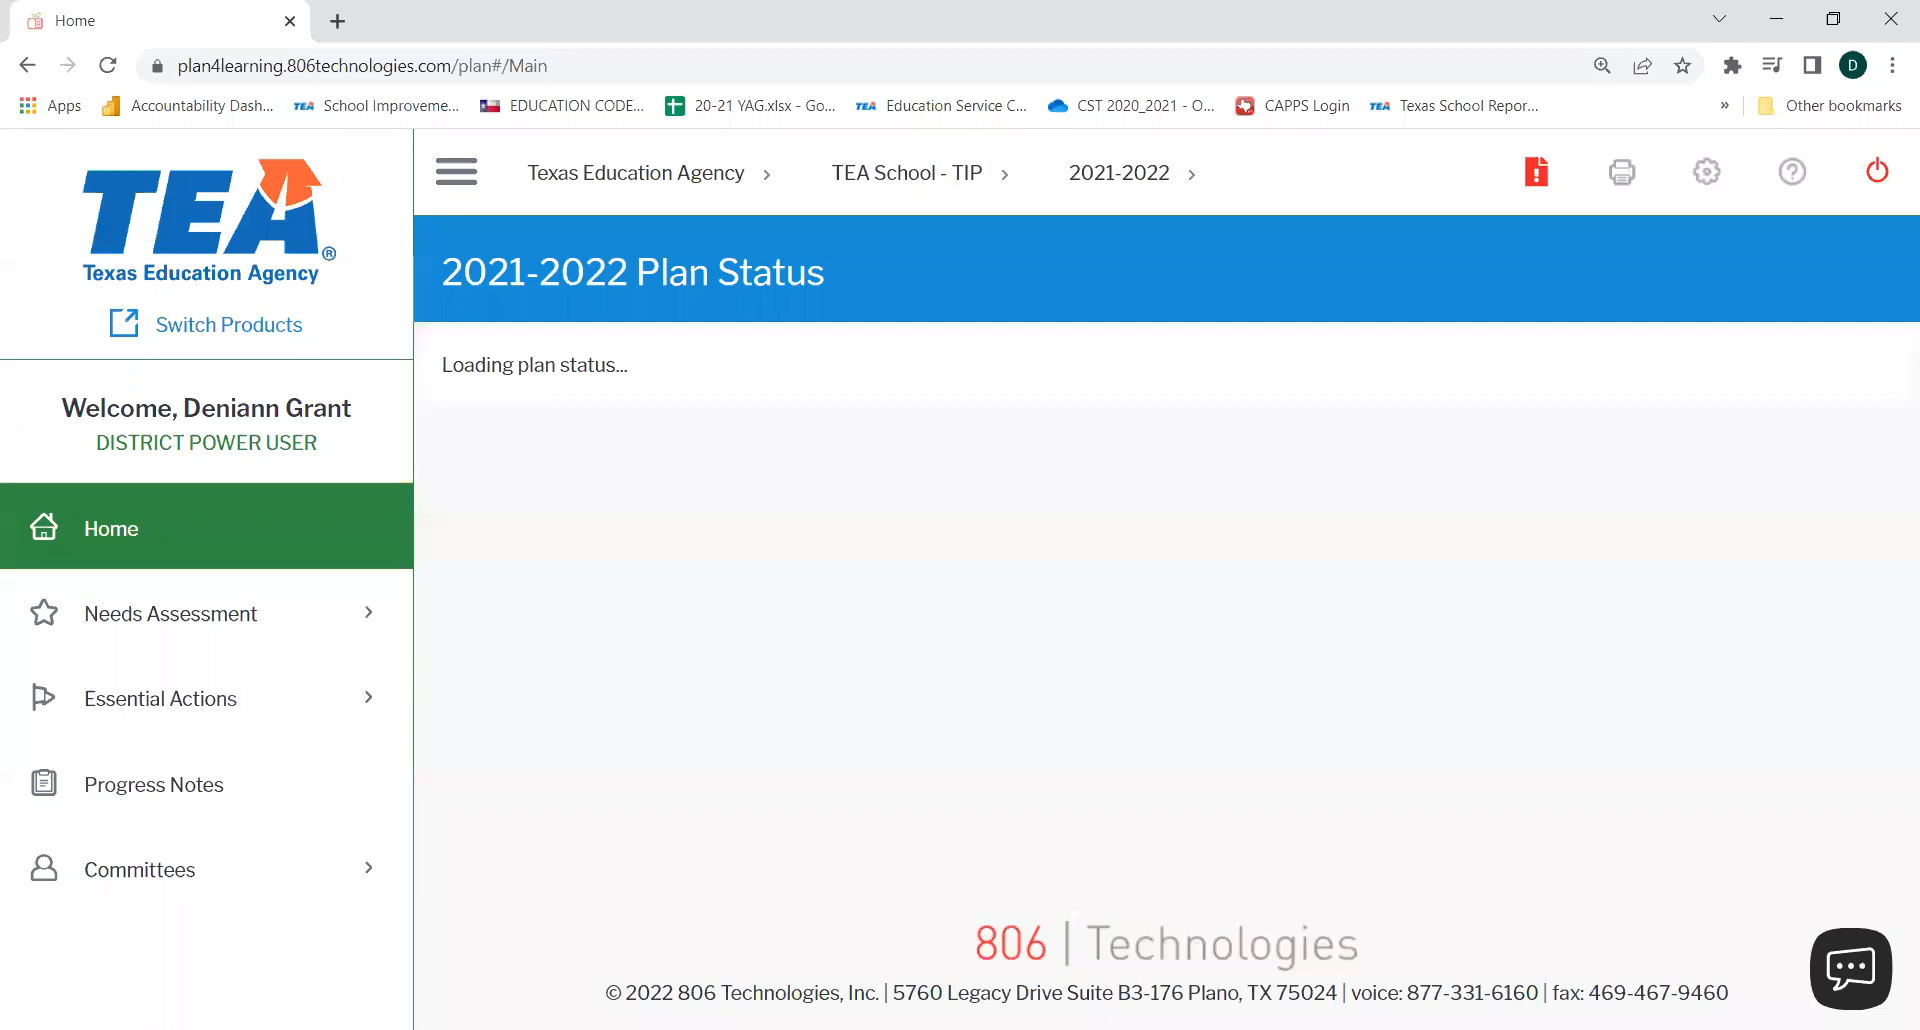 Home
plan4learning.806technologies.com/plan#/Main
D
Apps
Accountability Dash...
TEA School Improveme...
EDUCATION CODE...
20-21 YAG.xlsx - Go...
TEA Education Service C...
CST 2020_2021 - O...
CAPPS Login
TEA Texas School Repor...
»
Other bookmarks
TEA®
Texas Education Agency
Switch Products
Welcome, Deniann Grant
DISTRICT POWER USER
Home
Needs Assessment
Essential Actions
Progress Notes
Committees
Texas Education Agency
TEA School - TIP
2021-2022
2021-2022 Plan Status
Loading plan status...
806 | Technologies
© 2022 806 Technologies, Inc. | 5760 Legacy Drive Suite B3-176 Plano, TX 75024 | voice: 877-331-6160 | fax: 469-467-9460